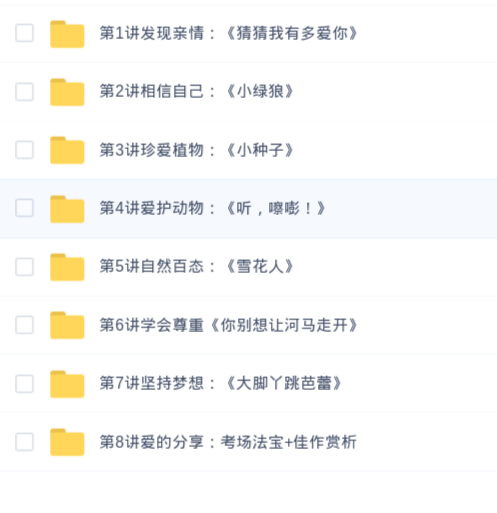 第1讲发现亲情：《猜猜我有多爱你》
第2讲相信自己：《小绿狼》
第3讲珍爱植物：《小种子》
第4讲爱护动物：《听，嚓嘭！》
第5讲自然百态：《雪花人》
第6讲学会尊重《你别想让河马走开》
第7讲坚持梦想：《大脚丫跳芭蕾》
第8讲爱的分享：考场法宝+佳作赏析